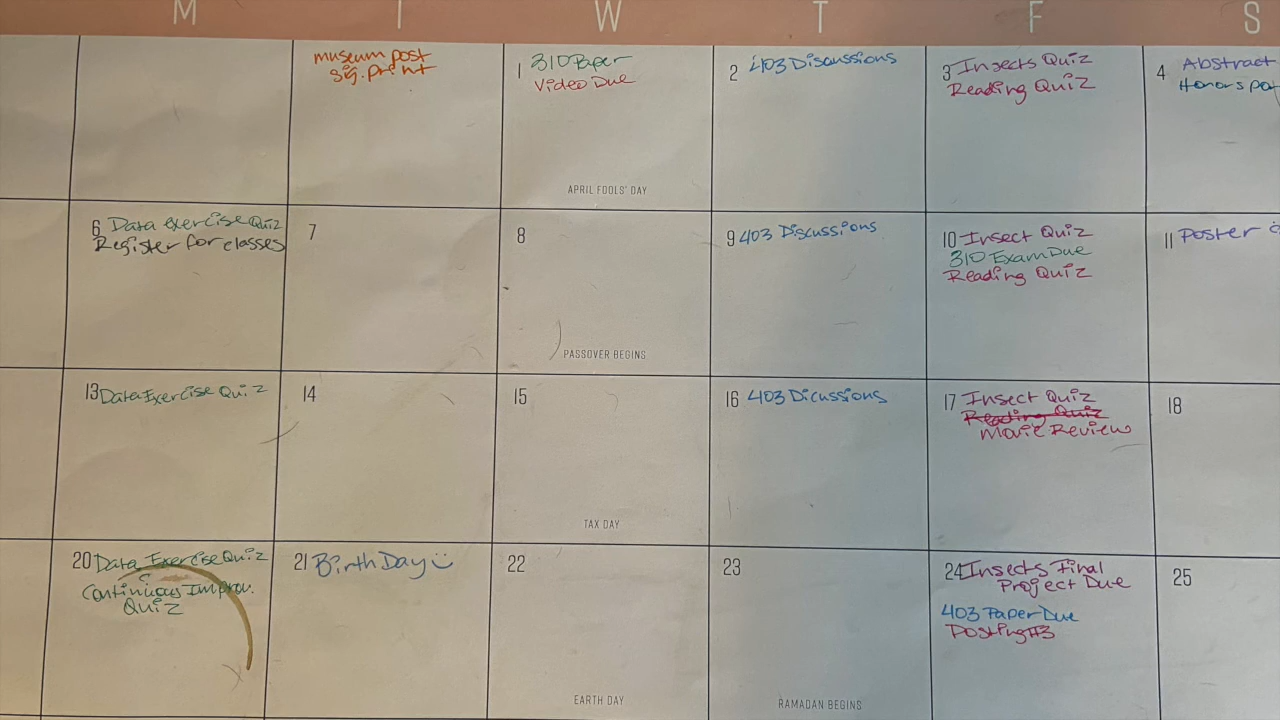 M T W T F S
museum post
sig. print
1 310 Paper
Video Due
APRIL FOOLS' DAY
2 403 Discussions
3 Insects Quiz
Reading Quiz
4 Abstract
Honors
6 Data exercise Quiz
Register for classes
7
8
PASSOVER BEGINS
9 403 Discussions
10 Insect Quiz
310 Exam Due
Reading Quiz
11 Poster
13 Data Exercise Quiz
14
15
TAX DAY
16 403 Dicussions
17 Insect Quiz
Reading Quiz
Movie Review
18
20 Data Exercise Quiz
Continuous Improv.
Quiz
21 Birth Day
22
EARTH DAY
23
RAMADAN BEGINS
24 Insects Final
Project Due
403 Paper Due
Posting #3
25